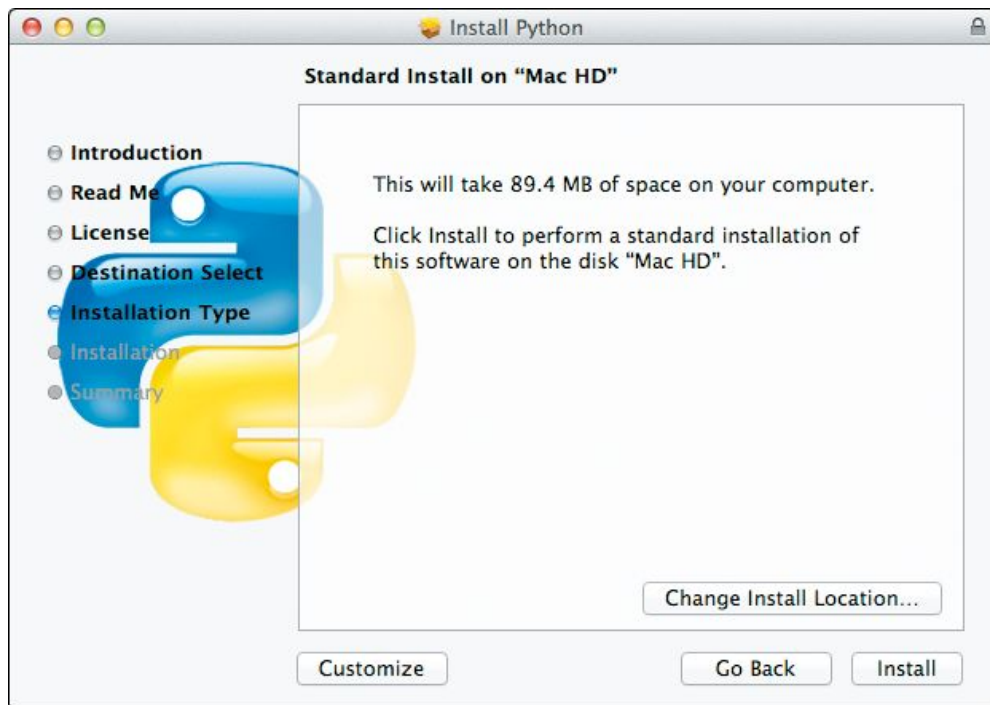 Install Python
Standard Install on “Mac HD”
Introduction
Read Me
License
Destination Select
Installation Type
Installation
Summary
This will take 89.4 MB of space on your computer.
Click Install to perform a standard installation of
this software on the disk “Mac HD”.
Change Install Location...
Customize
Go Back
Install